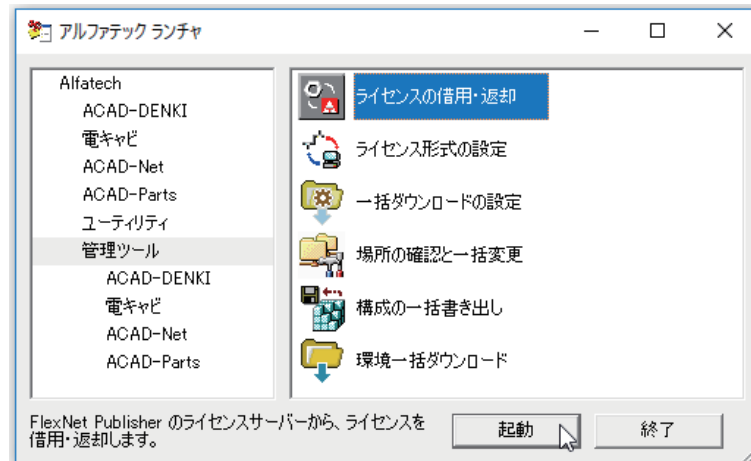 アルファテック ランチャ
Alfatech
ACAD-DENKI
電キャビ
ACAD-Net
ACAD-Parts
ユーティリティ
管理ツール
ACAD-DENKI
電キャビ
ACAD-Net
ACAD-Parts
ライセンスの借用・返却
ライセンス形式の設定
一括ダウンロードの設定
場所の確認と一括変更
構成の一括書き出し
環境一括ダウンロード
FlexNet Publisher のライセンスサーバーから、ライセンスを
借用・返却します。
起動
終了